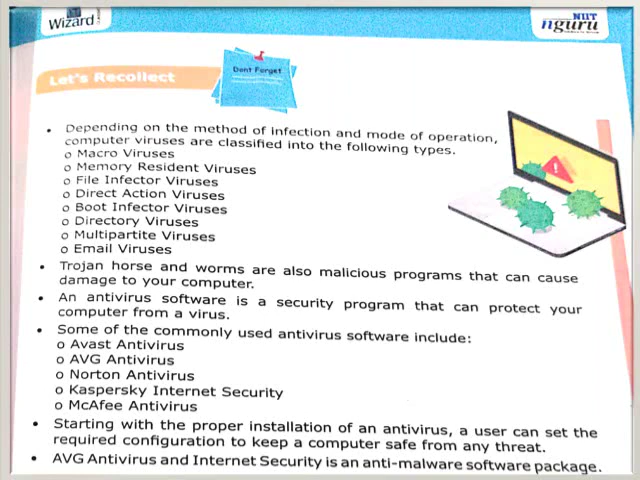 Wizard
NIIT
nguru
Let's Recollect
Dont Forget
• Depending on the method of infection and mode of operation,
computer viruses are classified into the following types.
o Macro Viruses
o Memory Resident Viruses
o File Infector Viruses
o Direct Action Viruses
o Boot Infector Viruses
o Directory Viruses
o Multipartite Viruses
o Email Viruses
• Trojan horse and worms are also malicious programs that can cause
damage to your computer.
• An antivirus software is a security program that can protect your
computer from a virus.
• Some of the commonly used antivirus software include:
o Avast Antivirus
o AVG Antivirus
o Norton Antivirus
o Kaspersky Internet Security
o McAfee Antivirus
• Starting with the proper installation of an antivirus, a user can set the
required configuration to keep a computer safe from any threat.
• AVG Antivirus and Internet Security is an anti-malware software package.